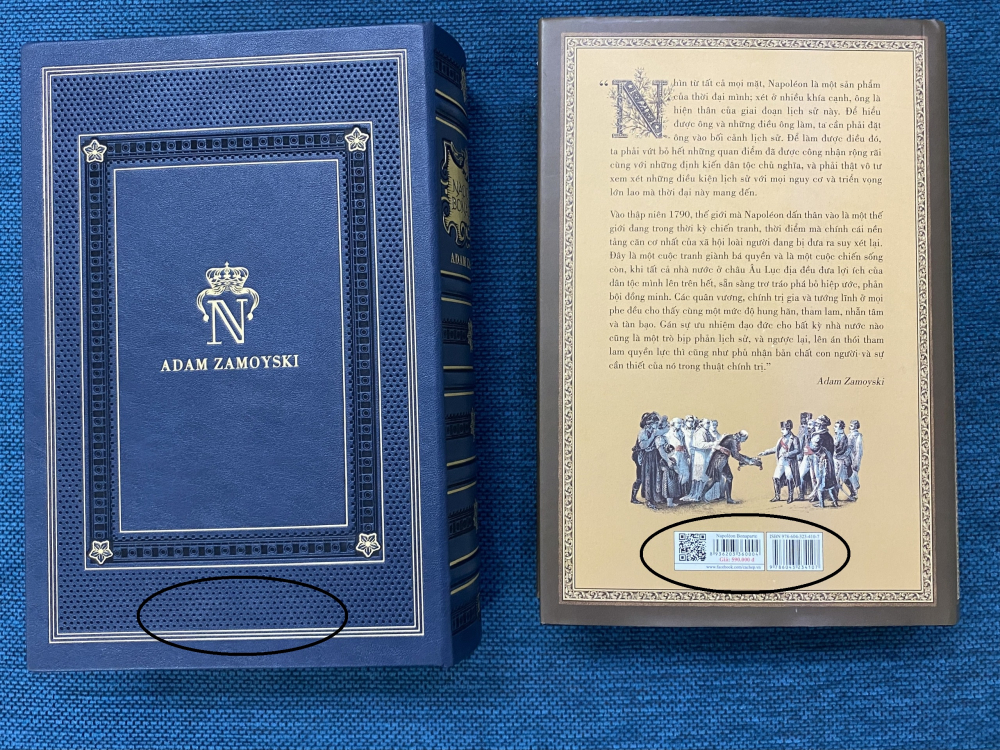 N
ADAM ZAMOYSKI
“Nhìn từ tất cả mọi mặt, Napoléon là một sản phẩm
của thời đại mình; xét ở nhiều khía cạnh, ông là
hiện thân của giai đoạn lịch sử này. Để hiểu
được ông và những điều ông làm, ta cần phải đặt
ông vào bối cảnh lịch sử. Để làm được điều đó,
ta phải vứt bỏ hết những quan điểm đã được công nhận rộng rãi
cùng với những định kiến dân tộc chủ nghĩa, và phải thật vô tư
xem xét những điều kiện lịch sử với mọi nguy cơ và triển vọng
lớn lao mà thời đại này mang đến.
Vào thập niên 1790, thế giới mà Napoléon dấn thân vào là một thế
giới đang trong thời kỳ chiến tranh, thời điểm mà chính cái nền
tảng căn cơ nhất của xã hội loài người đang bị đưa ra suy xét lại.
Đây là một cuộc tranh giành bá quyền và là một cuộc chiến sống
còn, khi tất cả nhà nước ở châu Âu Lục địa đều đưa lợi ích của
dân tộc mình lên trên hết, sẵn sàng trơ tráo phá bỏ hiệp ước, phản
bội đồng minh. Các quân vương, chính trị gia và tướng lĩnh ở mọi
phe đều cho thấy cùng một mức độ hung hãn, tham lam, nhẫn tâm
và tàn bạo. Gán sự ưu nhiệm đạo đức cho bất kỳ nhà nước nào
cũng là một trò bịp phản lịch sử, và ngược lại, lên án thói tham
lam quyền lực thì cũng như phủ nhận bản chất con người và sự
cần thiết của nó trong thuật chính trị.”
Adam Zamoyski
Napoléon Bonaparte
Giá: 590.000 đ
ISBN 978-604-323-410-7